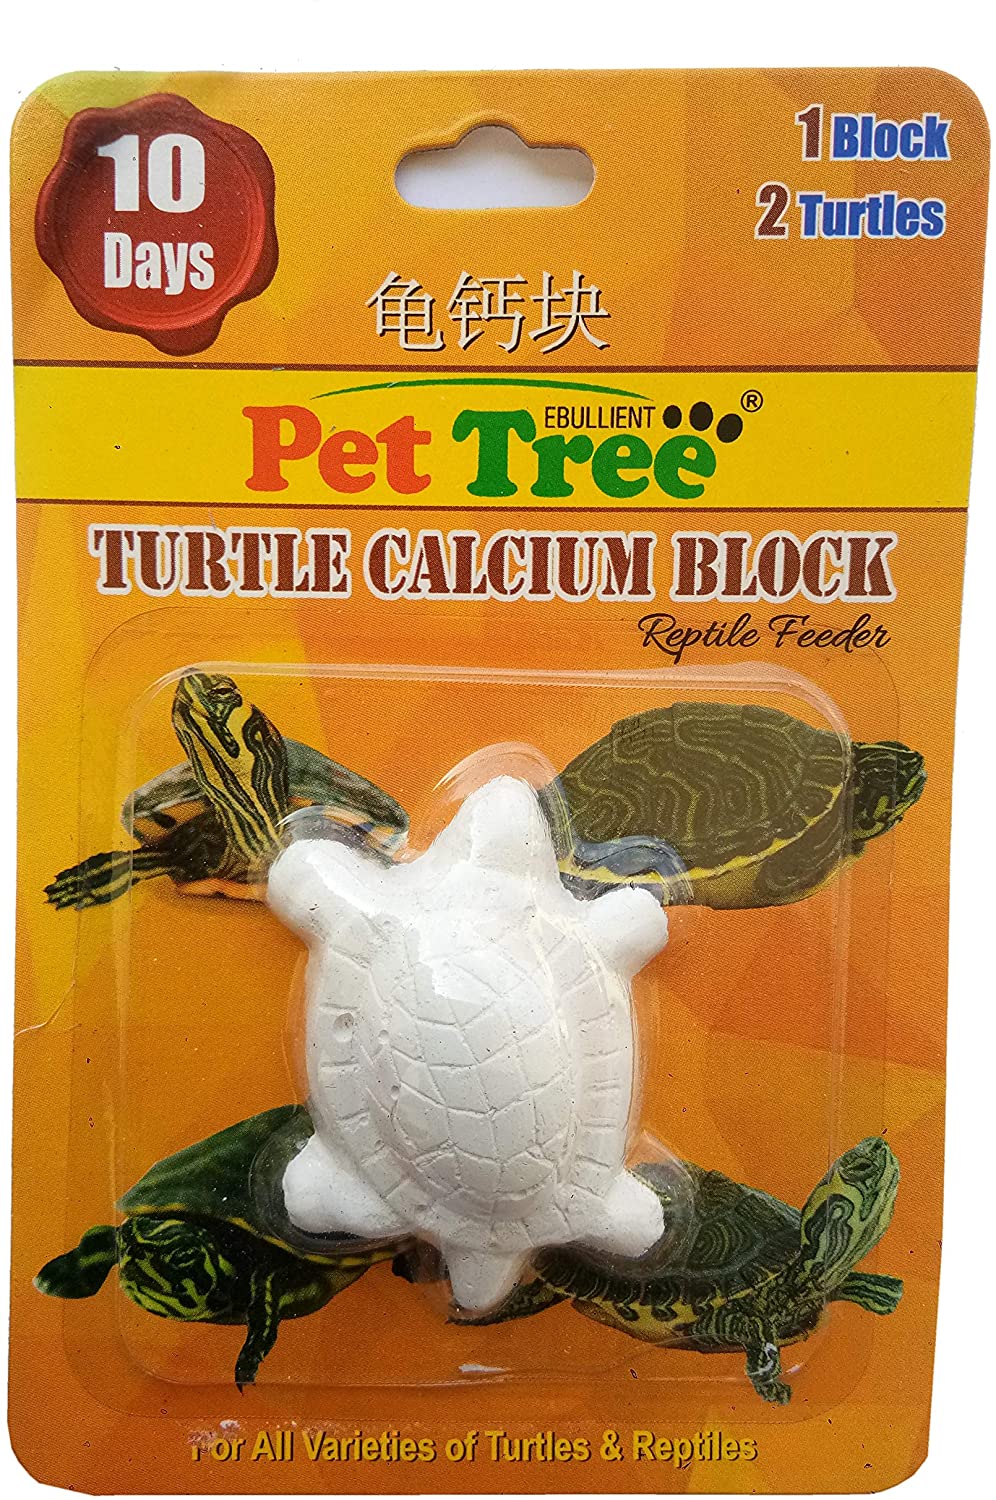 10
Days
1 Block
2 Turtles
龟钙块
EBULLIENT
Pet Tree®
TURTLE CALCIUM BLOCK
Reptile Feeder
For All Varieties of Turtles & Reptiles